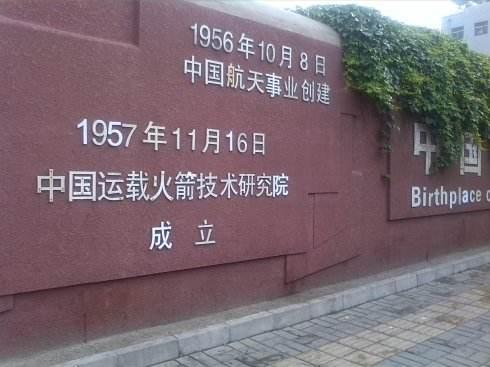 1956年10月8日
中国航天事业创建
1957年11月16日
中国运载火箭技术研究院
成立
中国
Birthplace